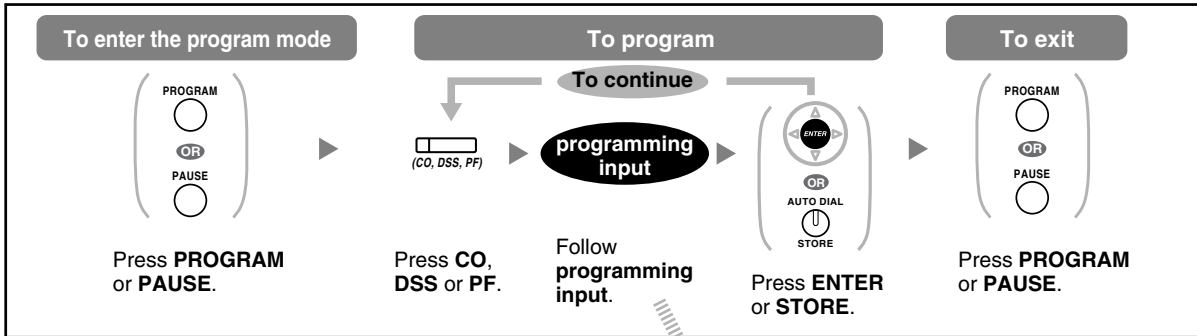 To enter the program mode
To program
To exit
To continue
PROGRAM
OR
PAUSE
(CO, DSS, PF)
programming
input
ENTER
OR
AUTO DIAL
STORE
PROGRAM
OR
PAUSE
Press PROGRAM
or PAUSE.
Press CO,
DSS or PF.
Follow
programming
input.
Press ENTER
or STORE.
Press PROGRAM
or PAUSE.